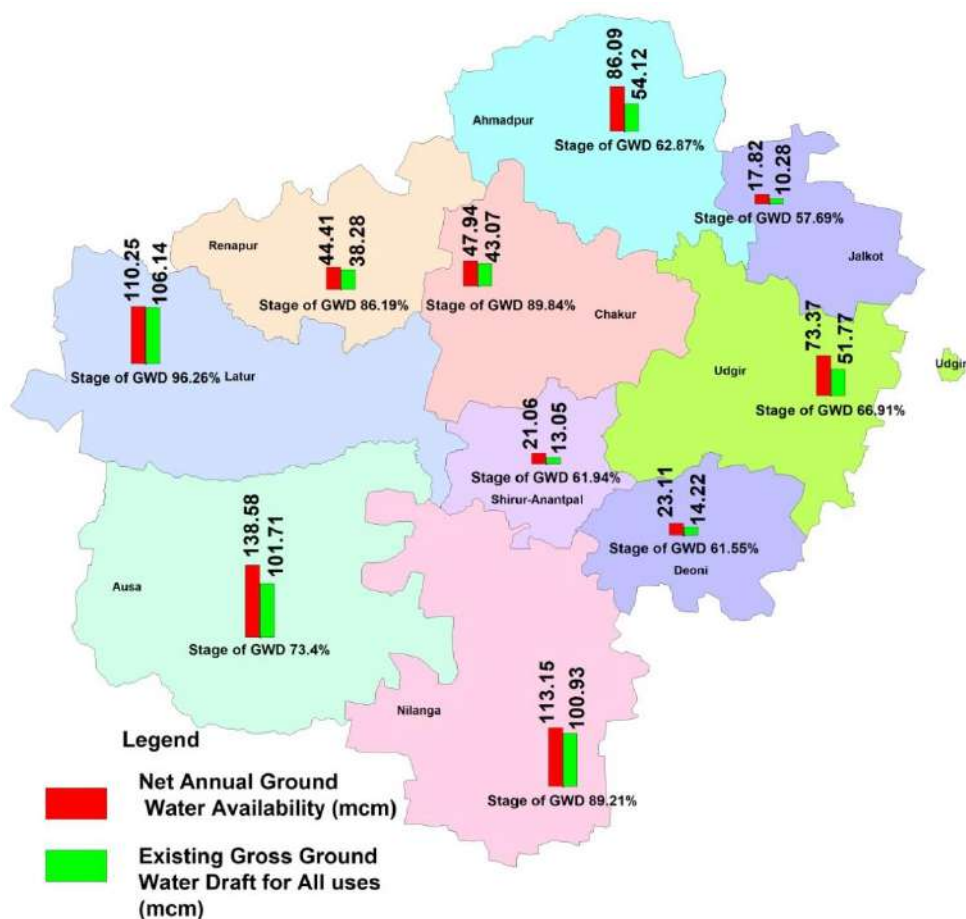 86.09
54.12
Ahmadpur
Stage of GWD 62.87%
17.82
10.28
Stage of GWD 57.69%
Jalkot
44.41
38.28
Renapur
Stage of GWD 86.19%
47.94
43.07
Stage of GWD 89.84%
Chakur
110.25
106.14
Stage of GWD 96.26%
Latur
73.37
51.77
Udgir
Udgir
Stage of GWD 66.91%
21.06
13.05
Stage of GWD 61.94%
Shirur-Anantpal
23.11
14.22
Stage of GWD 61.55%
Deoni
138.58
101.71
Ausa
Stage of GWD 73.4%
113.15
100.93
Nilanga
Stage of GWD 89.21%
Legend
Net Annual Ground
Water Availability (mcm)
Existing Gross Ground
Water Draft for All uses
(mcm)